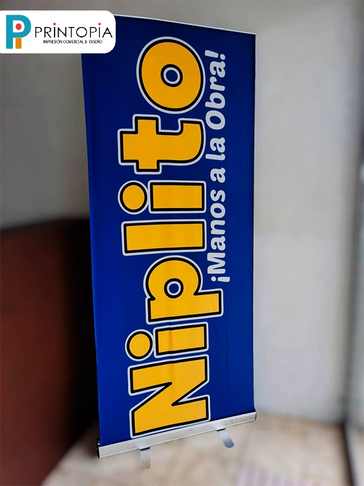 PRINTOPIA
IMPRESIÓN COMERCIAL & DISEÑO
Niplito
¡Manos a la Obra!